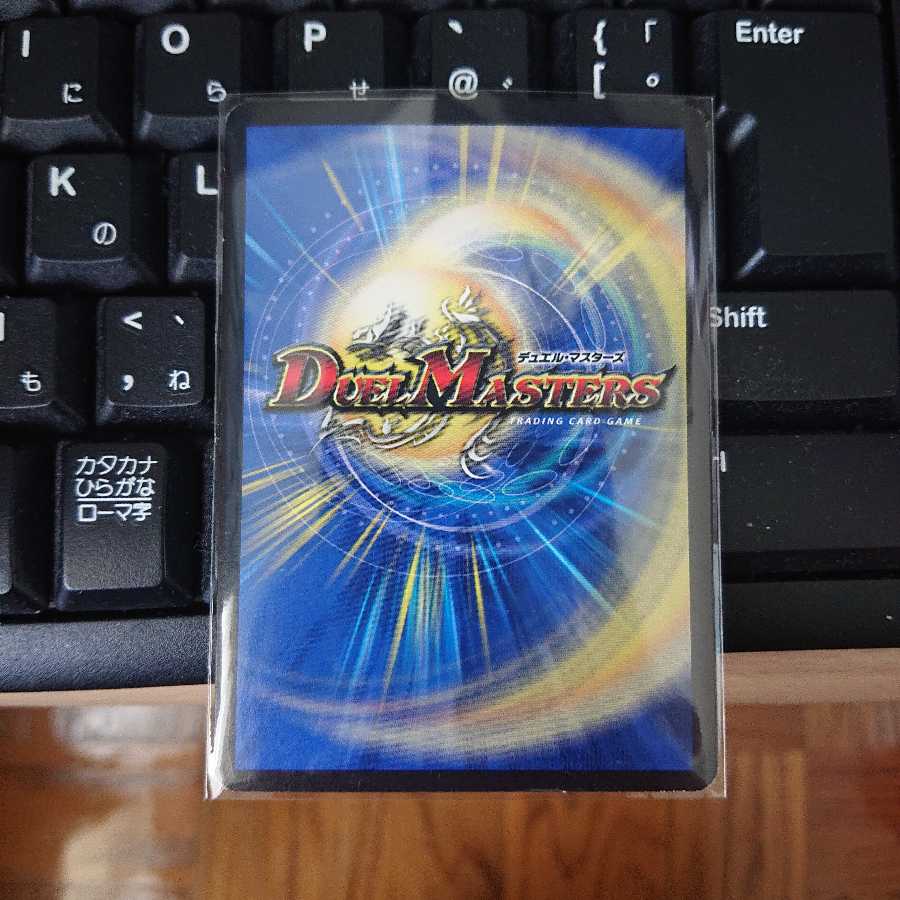 I
に
O
ら
P
せ
`
@
゛
{
「
[
゜
Enter
K
の
L
Shift
も
<
、
,
ね
カタカナ
ひらがな
ローマ字
デュエル・マスターズ
DUEL MASTERS
TRADING CARD GAME